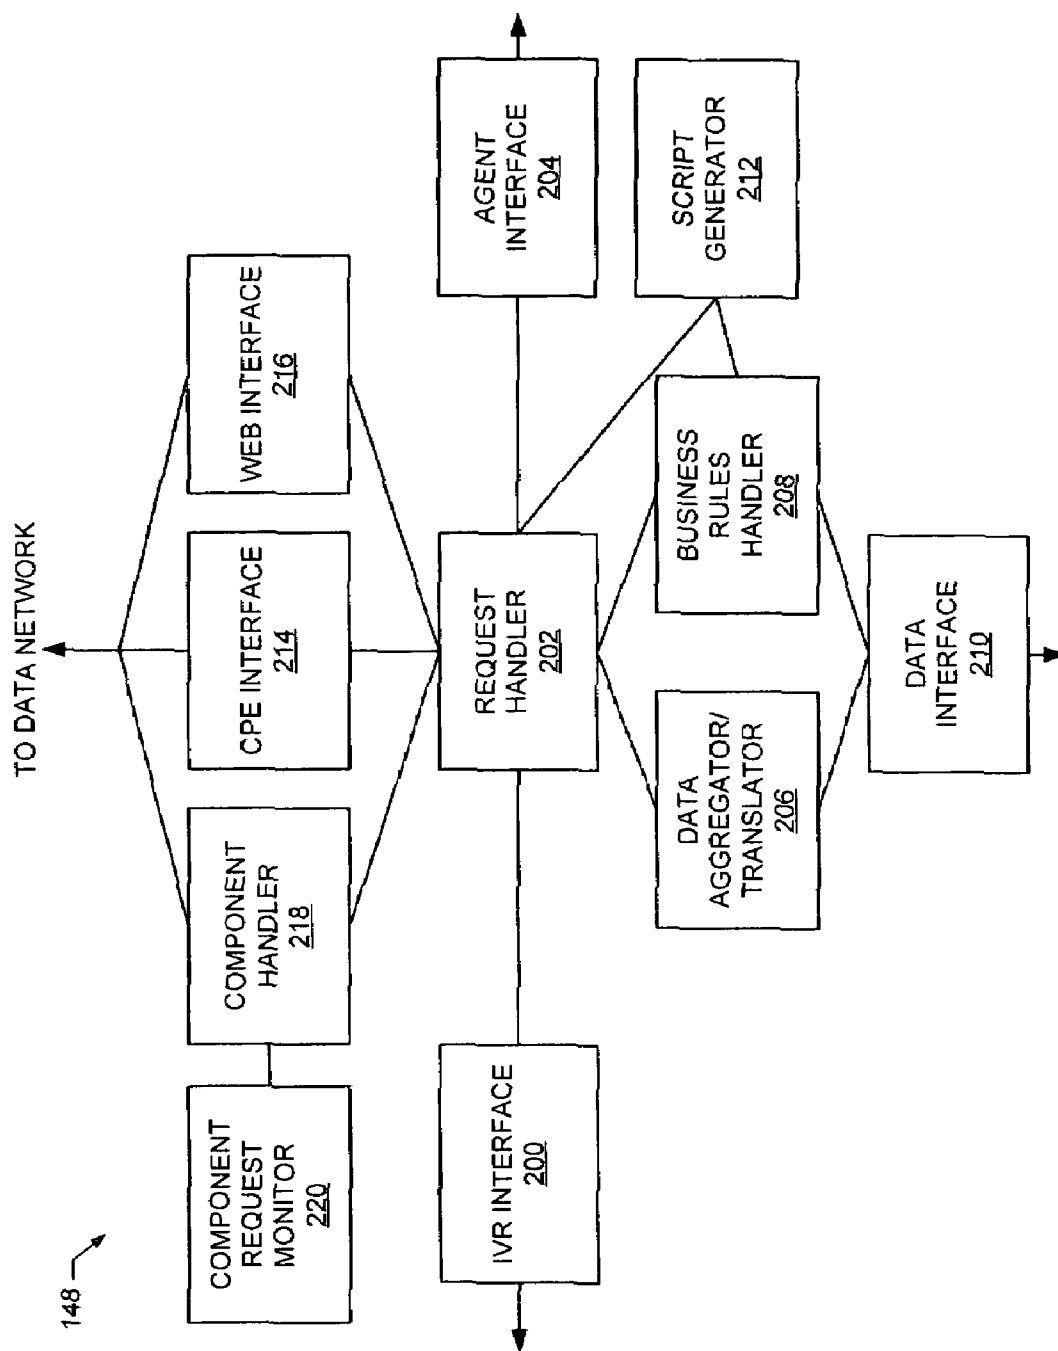 TO DATA NETWORK
148
COMPONENT
REQUEST
MONITOR
220
COMPONENT
HANDLER
218
CPE INTERFACE
214
WEB INTERFACE
216
IVR INTERFACE
200
REQUEST
HANDLER
202
AGENT
INTERFACE
204
DATA
AGGREGATOR/
TRANSLATOR
206
BUSINESS
RULES
HANDLER
208
SCRIPT
GENERATOR
212
DATA
INTERFACE
210